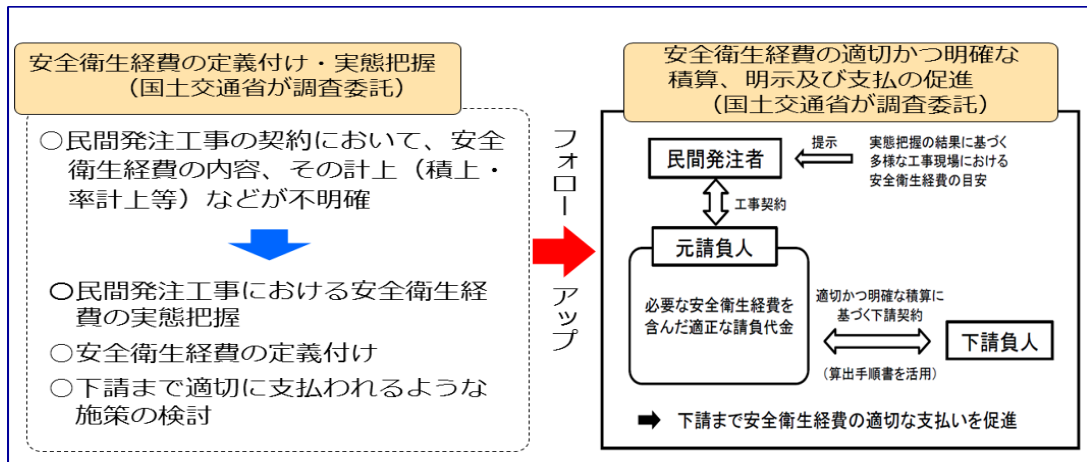 安全衛生経費の定義付け・実態把握
（国土交通省が調査委託）
○民間発注工事の契約において、安全
衛生経費の内容、その計上（積上・
率計上等）などが不明確
○民間発注工事における安全衛生経
費の実態把握
○安全衛生経費の定義付け
○下請まで適切に支払われるような
施策の検討
フォロー
アップ
安全衛生経費の適切かつ明確な
積算、明示及び支払の促進
（国土交通省が調査委託）
民間発注者
提示
実態把握の結果に基づく
多様な工事現場における
安全衛生経費の目安
工事契約
元請負人
必要な安全衛生経費を
含んだ適正な請負代金
適切かつ明確な積算に
基づく下請契約
下請負人
(算出手順書を活用)
➡ 下請まで安全衛生経費の適切な支払いを促進